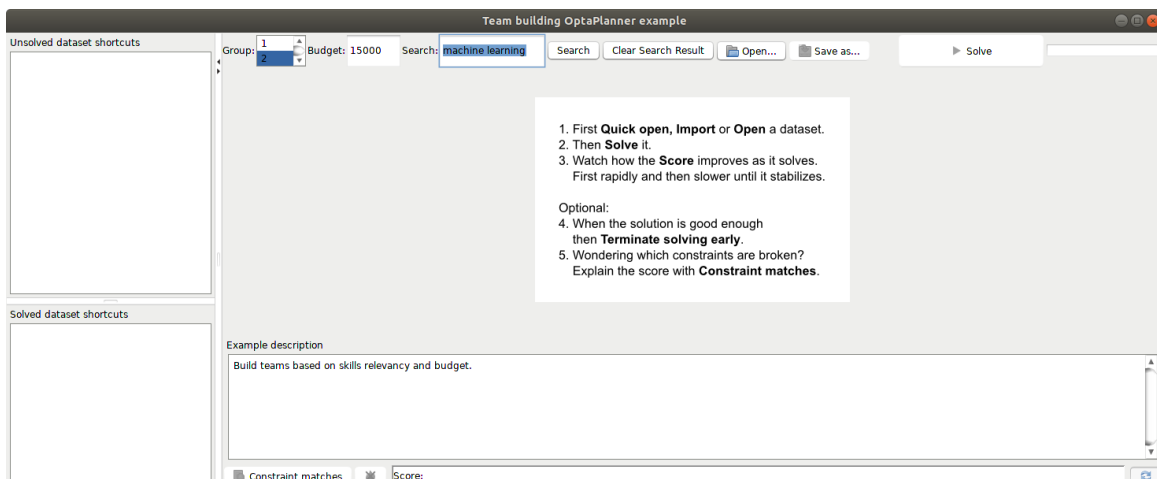 Team building OptaPlanner example
Unsolved dataset shortcuts
Group: 1 2 Budget: 15000 Search: machine learning Search Clear Search Result Open... Save as... Solve
1. First Quick open, Import or Open a dataset.
2. Then Solve it.
3. Watch how the Score improves as it solves.
First rapidly and then slower until it stabilizes.
Optional:
4. When the solution is good enough
then Terminate solving early.
5. Wondering which constraints are broken?
Explain the score with Constraint matches.
Solved dataset shortcuts
Example description
Build teams based on skills relevancy and budget.
Constraint matches Score: